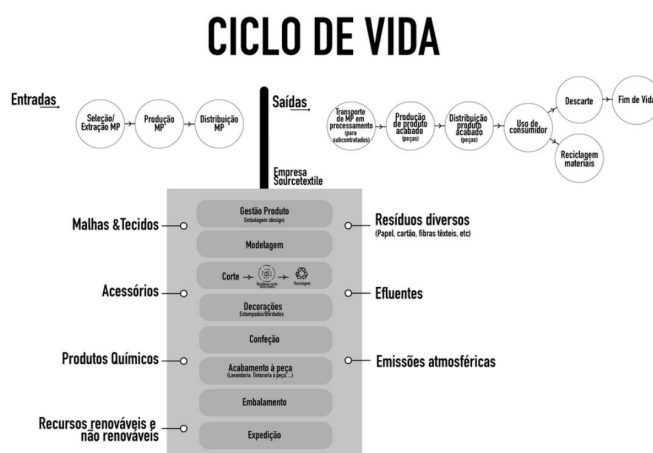 CICLO DE VIDA
Entradas
Seleção/
Extração MP
Produção
MP
Distribuição
MP
Saídas
Transporte
de MP em
processamento
(para
subcontratados)
Produção
de produto
acabado
(peças)
Distribuição
produto
acabado
(peças)
Uso de
consumidor
Descarte
Fim de Vida
Reciclagem
materiais
Empresa
Sourcetextile
Malhas &Tecidos
Acessórios
Produtos Químicos
Recursos renováveis e
não renováveis
Gestão Produto
Embalagem (design)
Modelagem
Corte
Reciclagem
Decorações
Estampados/Bordados
Confeção
Acabamento à peça
(Lavandaria, Tinturaria à peça, ...)
Embalamento
Expedição
Resíduos diversos
(Papel, cartão, fibras têxteis, etc)
Efluentes
Emissões atmosféricas